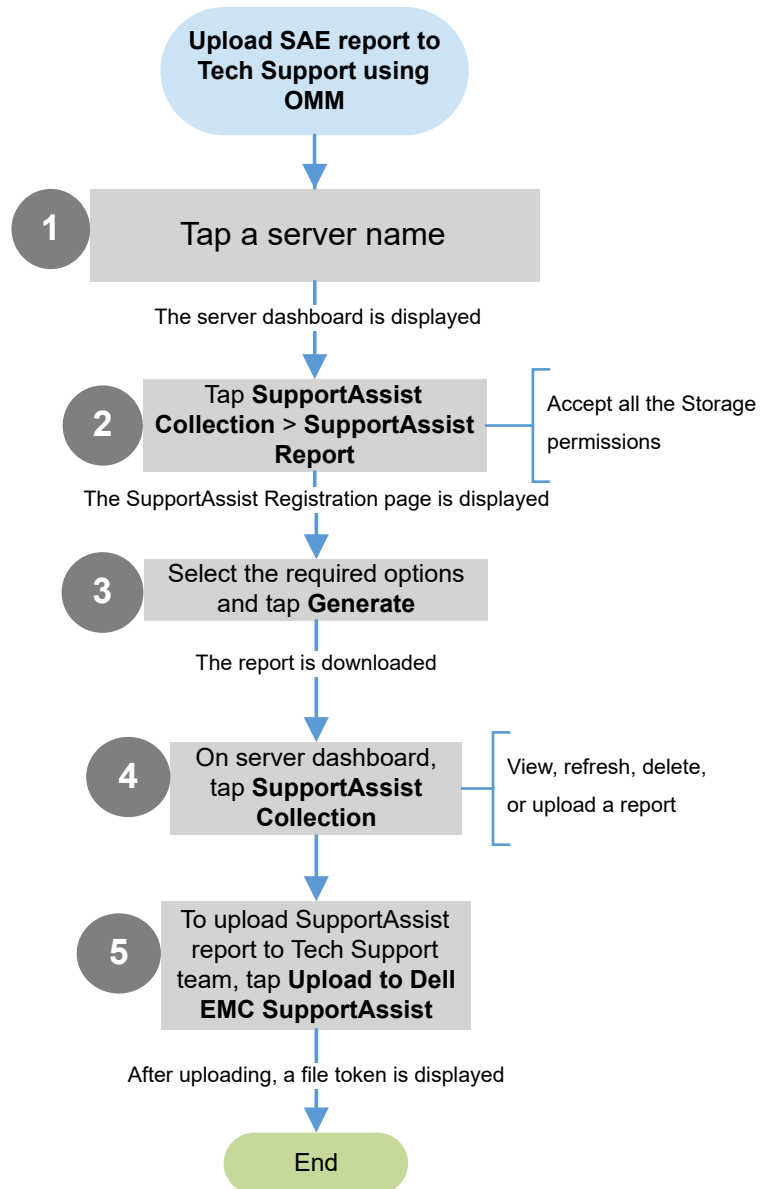 Upload SAE report to
Tech Support using
OMM
1
Tap a server name
The server dashboard is displayed
2
Tap SupportAssist
Collection > SupportAssist
Report
Accept all the Storage
permissions
The SupportAssist Registration page is displayed
3
Select the required options
and tap Generate
The report is downloaded
4
On server dashboard,
tap SupportAssist
Collection
View, refresh, delete,
or upload a report
5
To upload SupportAssist
report to Tech Support
team, tap Upload to Dell
EMC SupportAssist
After uploading, a file token is displayed
End